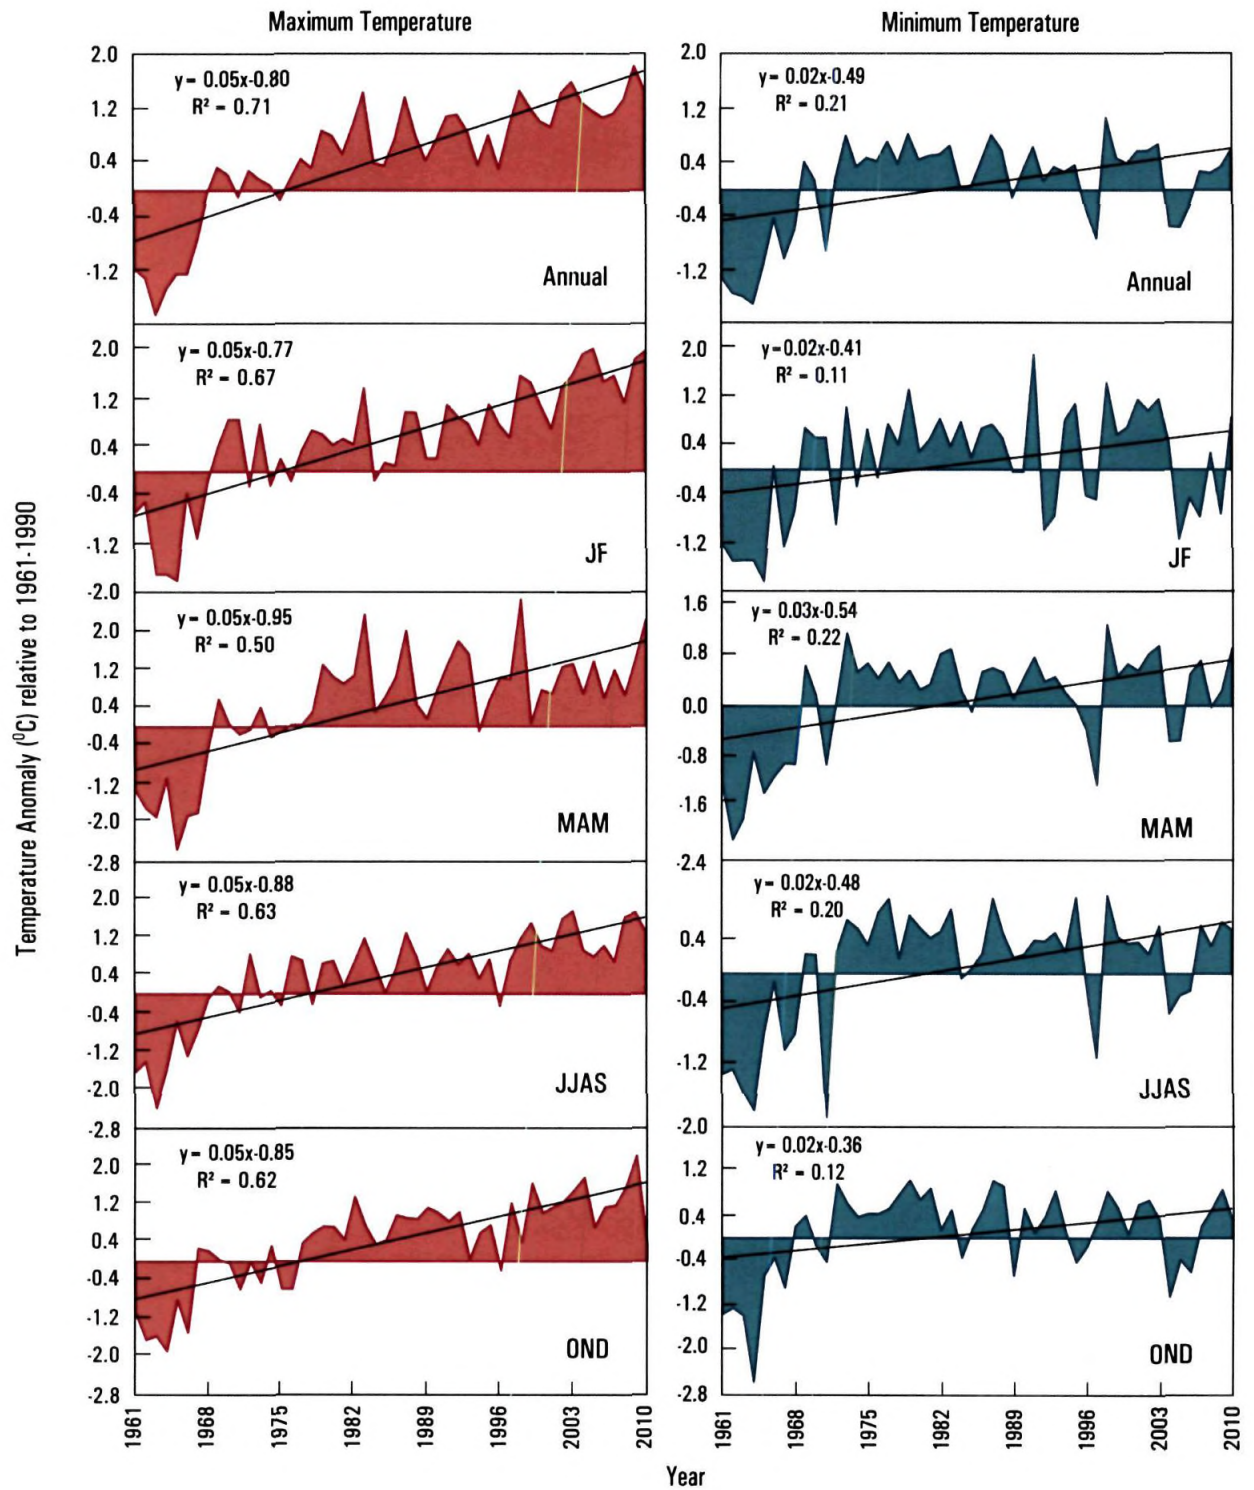 Maximum Temperature
Minimum Temperature
Temperature Anomaly (⁰C) relative to 1961-1990
2.0
1.2
0.4
-0.4
-1.2
y = 0.05x-0.80
R² = 0.71
Annual
2.0
1.2
0.4
-0.4
-1.2
y = 0.02x-0.49
R² = 0.21
Annual
2.0
1.2
0.4
-0.4
-1.2
-2.0
y = 0.05x-0.77
R² = 0.67
JF
2.0
1.2
0.4
-0.4
-1.2
y = 0.02x-0.41
R² = 0.11
JF
2.0
1.2
0.4
-0.4
-1.2
-2.0
-2.8
y = 0.05x-0.95
R² = 0.50
MAM
1.6
0.8
0.0
-0.8
-1.6
-2.4
y = 0.03x-0.54
R² = 0.22
MAM
2.0
1.2
0.4
-0.4
-1.2
-2.0
-2.8
y = 0.05x-0.88
R² = 0.63
JJAS
0.4
-0.4
-1.2
-2.0
y = 0.02x-0.48
R² = 0.20
JJAS
2.0
1.2
0.4
-0.4
-1.2
-2.0
-2.8
y = 0.05x-0.85
R² = 0.62
OND
1.2
0.4
-0.4
-1.2
-2.0
-2.8
y = 0.02x-0.36
R² = 0.12
OND
1961
1968
1975
1982
1989
1996
2003
2010
1961
1968
1975
1982
1989
1996
2003
2010
Year